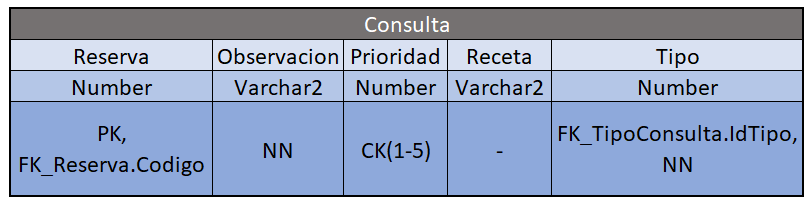 Consulta
Reserva Observacion Prioridad Receta Tipo
Number Varchar2 Number Varchar2 Number
PK,
FK_Reserva.Codigo
NN
CK(1-5)
-
FK_TipoConsulta.IdTipo,
NN